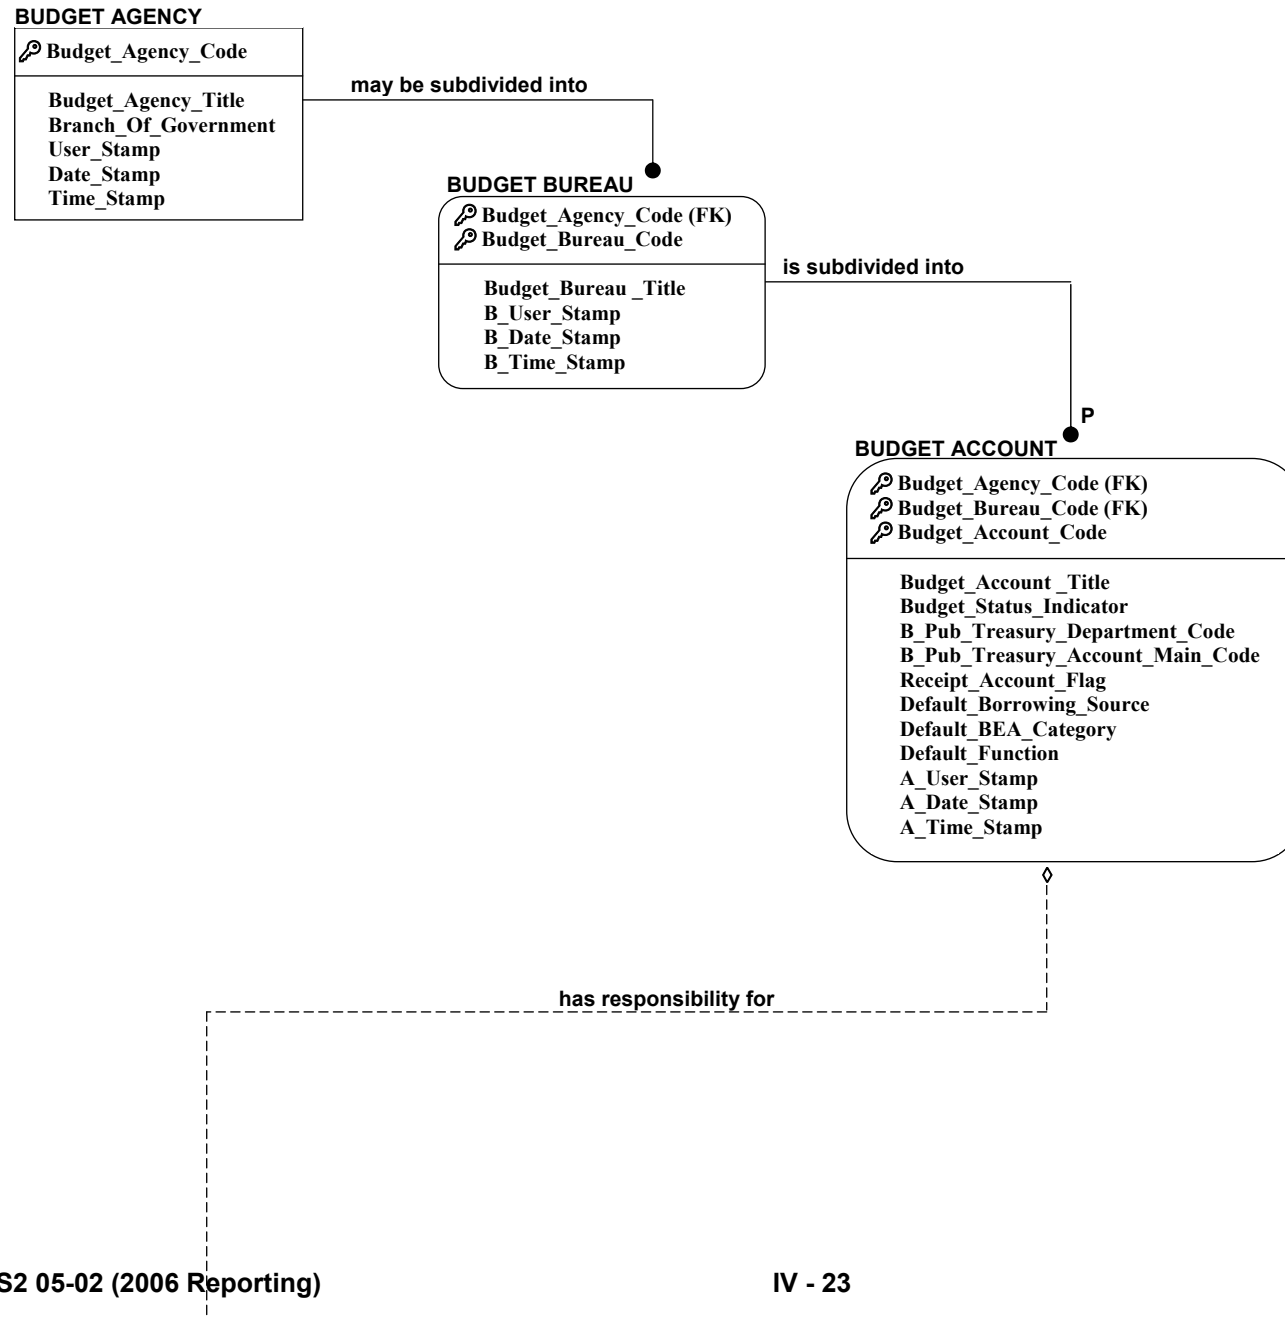 BUDGET AGENCY
Budget_Agency_Code
Budget_Agency_Title
Branch_Of_Government
User_Stamp
Date_Stamp
Time_Stamp
may be subdivided into
BUDGET BUREAU
Budget_Agency_Code (FK)
Budget_Bureau_Code
Budget_Bureau _Title
B_User_Stamp
B_Date_Stamp
B_Time_Stamp
is subdivided into
P
BUDGET ACCOUNT
Budget_Agency_Code (FK)
Budget_Bureau_Code (FK)
Budget_Account_Code
Budget_Account _Title
Budget_Status_Indicator
B_Pub_Treasury_Department_Code
B_Pub_Treasury_Account_Main_Code
Receipt_Account_Flag
Default_Borrowing_Source
Default_BEA_Category
Default_Function
A_User_Stamp
A_Date_Stamp
A_Time_Stamp
has responsibility for
S2 05-02 (2006 Reporting)
IV - 23